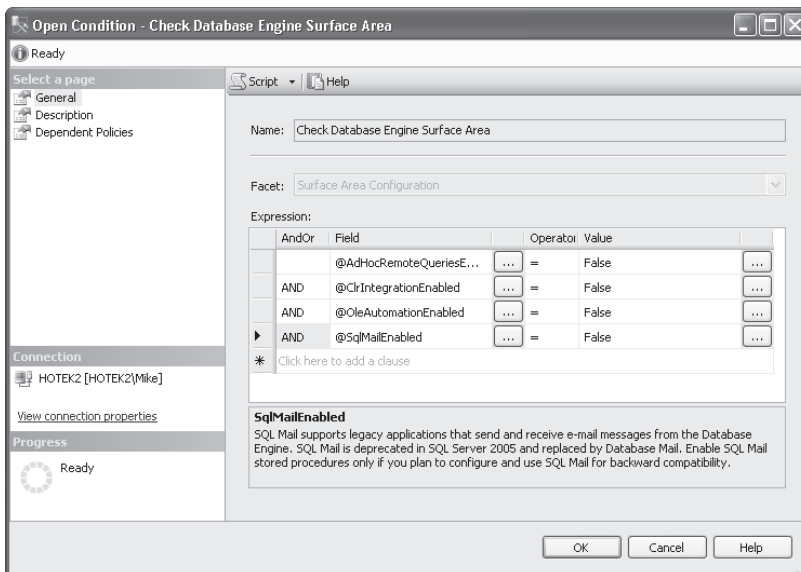 Open Condition - Check Database Engine Surface Area
Ready
Select a page
General
Description
Dependent Policies
Script
Help
Name: Check Database Engine Surface Area
Facet: Surface Area Configuration
Expression:
AndOr Field Operator Value
@AdHocRemoteQueriesE... ... = False ...
AND @ClrIntegrationEnabled ... = False ...
AND @OleAutomationEnabled ... = False ...
AND @SqlMailEnabled ... = False ...
* Click here to add a clause
SqlMailEnabled
SQL Mail supports legacy applications that send and receive e-mail messages from the Database
Engine. SQL Mail is deprecated in SQL Server 2005 and replaced by Database Mail. Enable SQL Mail
stored procedures only if you plan to configure and use SQL Mail for backward compatibility.
Connection
HOTEK2 [HOTEK2\Mike]
View connection properties
Progress
Ready
OK Cancel Help